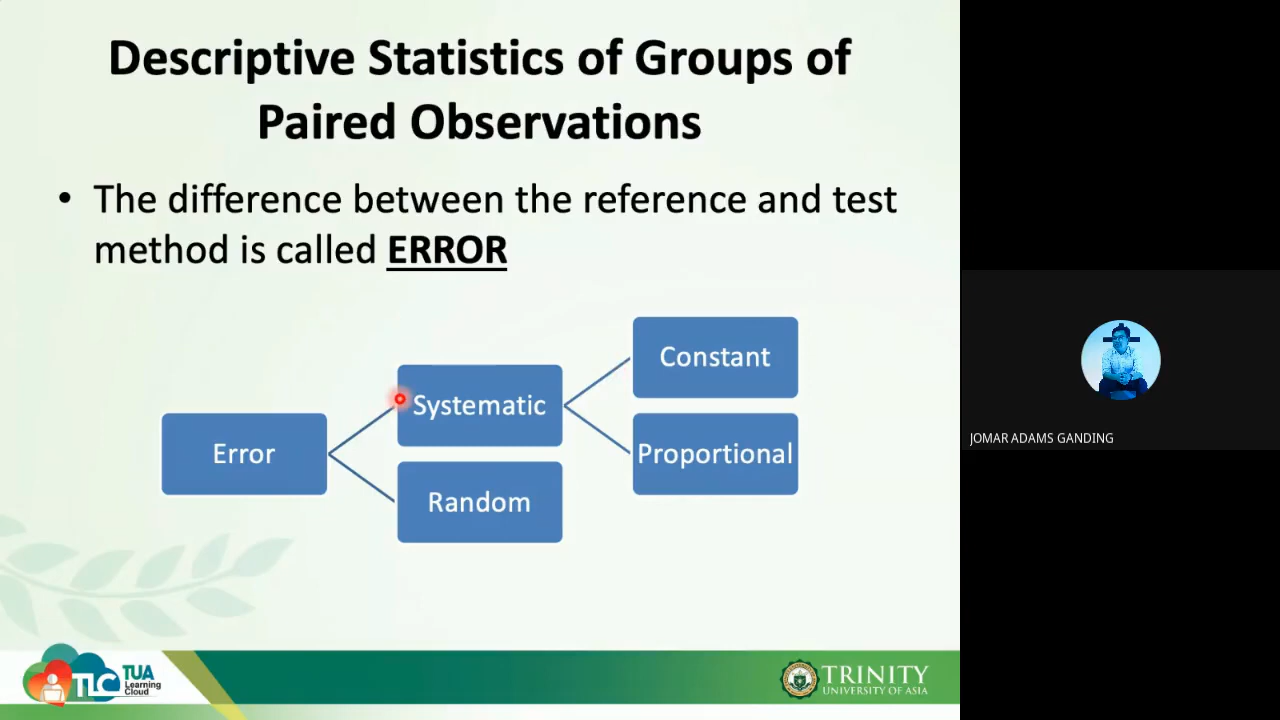 Descriptive Statistics of Groups of
Paired Observations
• The difference between the reference and test
method is called ERROR
Constant
Systematic
Error
Proportional
Random
JOMAR ADAMS GANDING
TLC
TUA
Learning
Cloud
TRINITY
UNIVERSITY OF ASIA